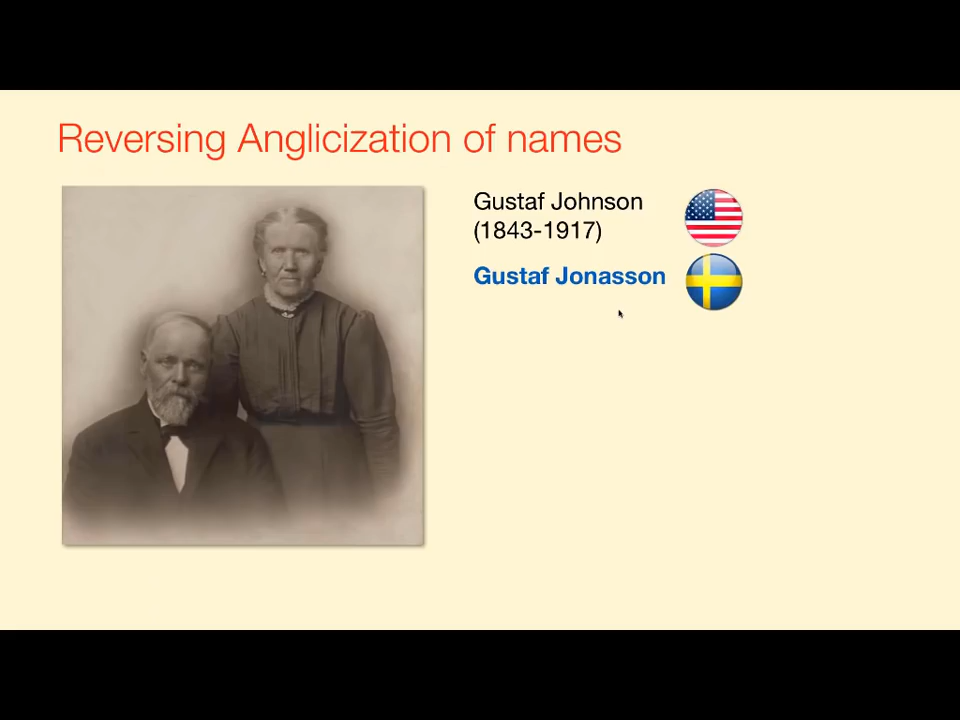 Reversing Anglicization of names
Gustaf Johnson
(1843-1917)
Gustaf Jonasson